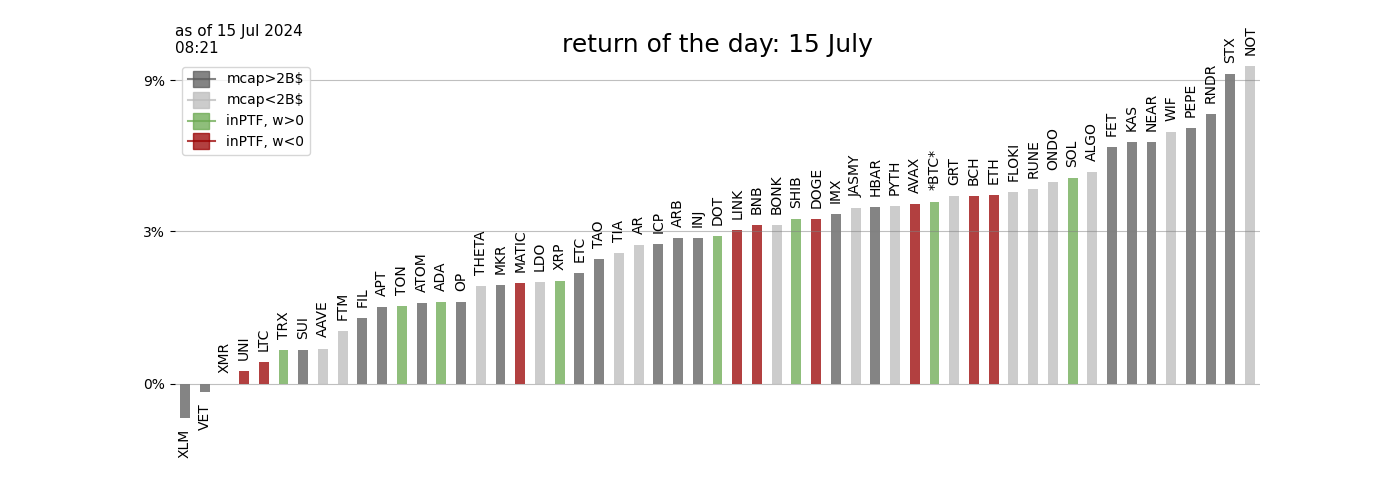 as of 15 Jul 2024
08:21
return of the day: 15 July
mcap>2B$
mcap<2B$
inPTF, w>0
inPTF, w<0
9%
3%
0%
XLM
VET
XMR
UNI
LTC
TRX
SUI
AAVE
FTM
FIL
APT
TON
ATOM
ADA
OP
THETA
MKR
MATIC
LDO
XRP
ETC
TAO
TIA
AR
ICP
ARB
INJ
DOT
LINK
BNB
BONK
SHIB
DOGE
IMX
JASMY
HBAR
PYTH
AVAX
*BTC*
GRT
BCH
ETH
FLOKI
RUNE
ONDO
SOL
ALGO
FET
KAS
NEAR
WIF
PEPE
RNDR
STX
NOT